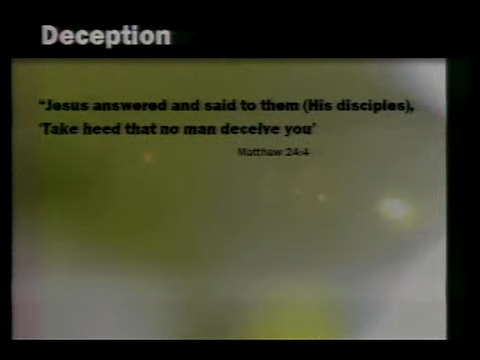 Deception
"Jesus answered and said to them (His disciples),
'Take heed that no man deceive you'
Matthew 24:4